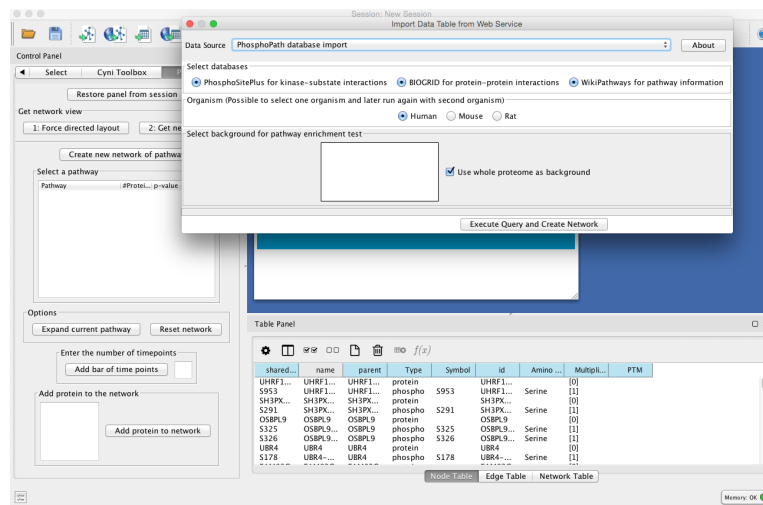 Session: New Session
Import Data Table from Web Service
Data Source PhosphoPath database import About
Select databases
PhosphoSitePlus for kinase-substate interactions BIOGRID for protein-protein interactions WikiPathways for pathway information
Organism (Possible to select one organism and later run again with second organism)
Human Mouse Rat
Select background for pathway enrichment test
Use whole proteome as background
Execute Query and Create Network
Control Panel
Select Cyni Toolbox
Restore panel from session
Get network view
1: Force directed layout 2: Get ne
Create new network of pathwa
Select a pathway
Pathway #Protei... p-value
Options
Expand current pathway Reset network
Enter the number of timepoints
Add bar of time points
Add protein to the network
Add protein to network
Table Panel
f(x)
shared... name parent Type Symbol id Amino ... Multipli... PTM
UHRF1... UHRF1... UHRF1... protein UHRF1... [0]
S953 UHRF1... UHRF1... phospho S953 UHRF1... Serine [1]
SH3PX... SH3PX... SH3PX... protein SH3PX... [0]
S291 SH3PX... SH3PX... phospho S291 SH3PX... Serine [1]
OSBPL9 OSBPL9 OSBPL9 protein OSBPL9 [0]
S325 OSBPL9... OSBPL9 phospho S325 OSBPL9... Serine [1]
S326 OSBPL9... OSBPL9 phospho S326 OSBPL9... Serine [1]
UBR4 UBR4 UBR4 protein UBR4 [0]
S178 UBR4-... UBR4 phospho S178 UBR4-... Serine [1]
Node Table Edge Table Network Table
Memory: OK